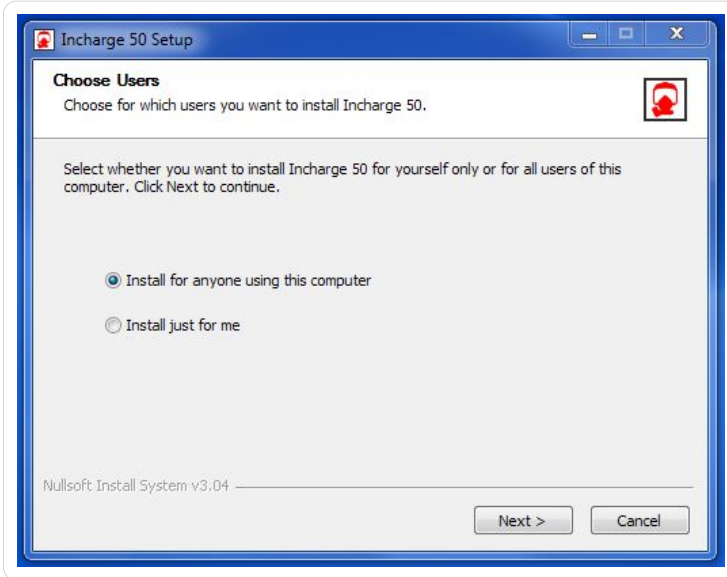 Incharge 50 Setup
Choose Users
Choose for which users you want to install Incharge 50.
Select whether you want to install Incharge 50 for yourself only or for all users of this
computer. Click Next to continue.
Install for anyone using this computer
Install just for me
Nullsoft Install System v3.04
Next >
Cancel